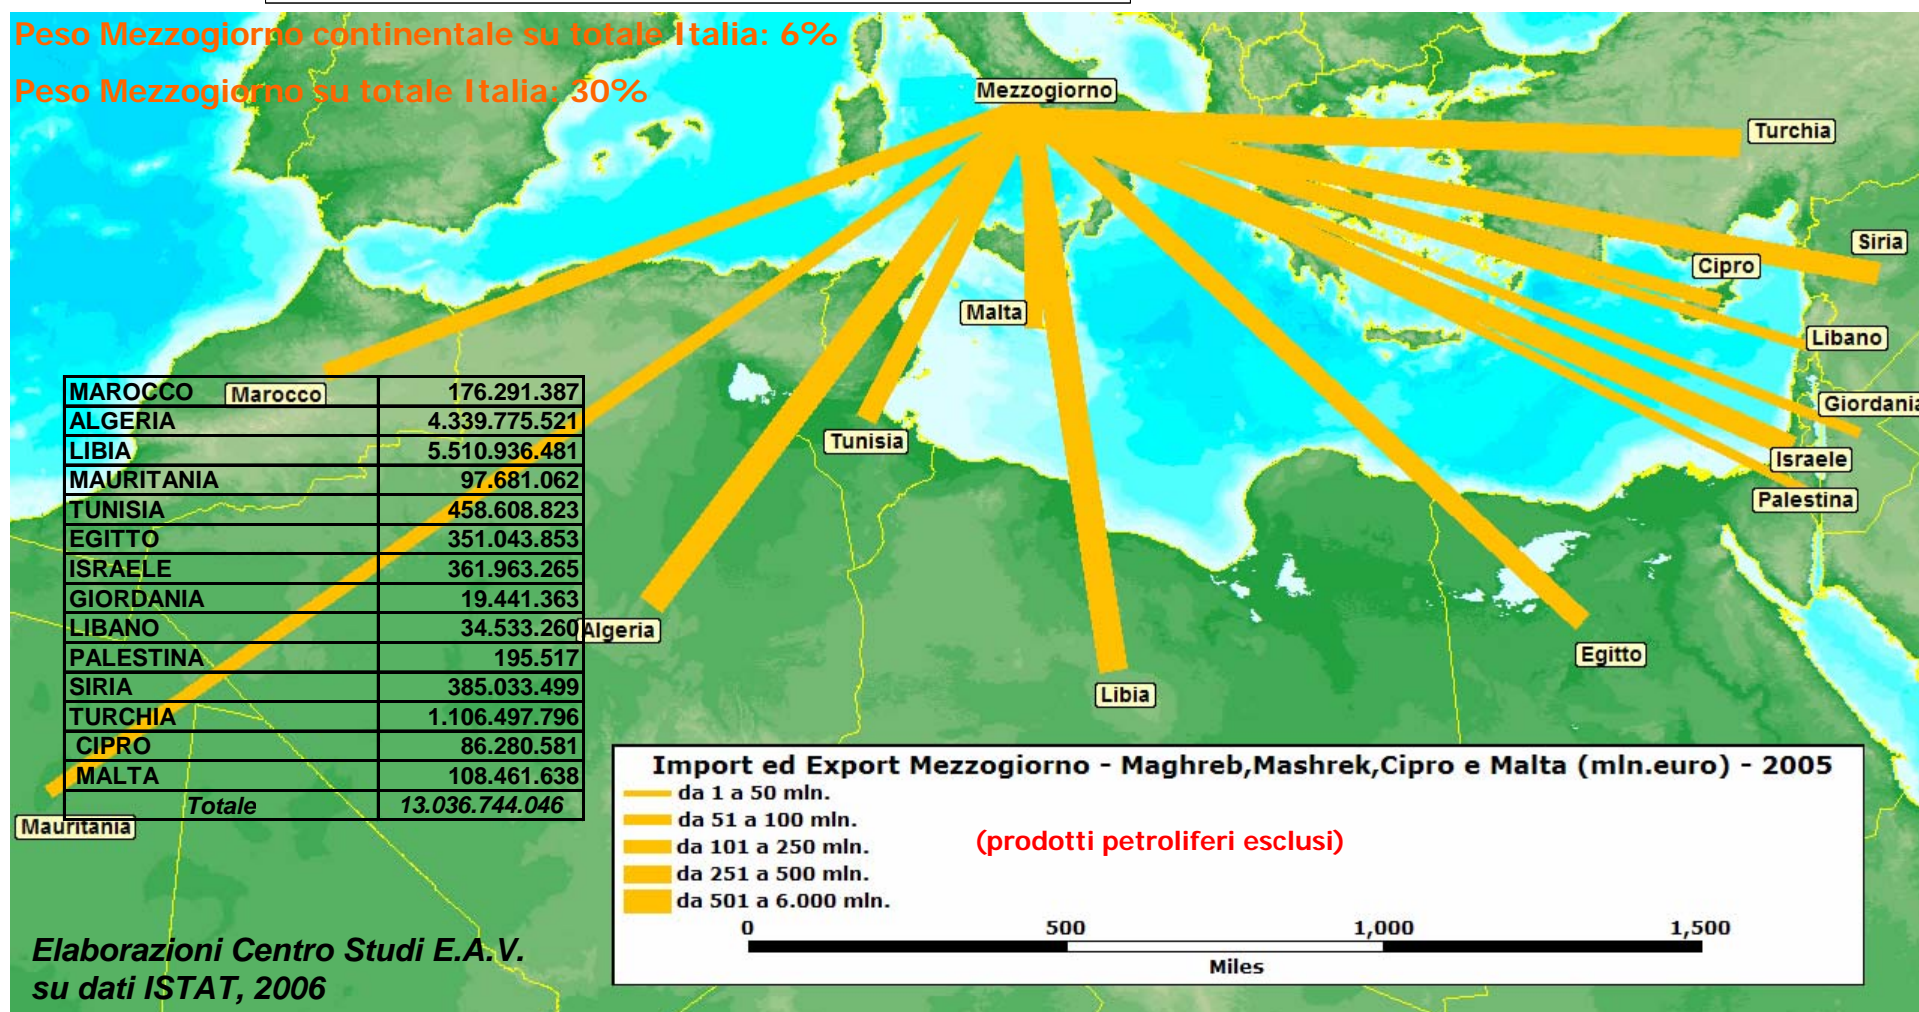 Peso Mezzogiorno continentale su totale Italia: 6%
Peso Mezzogiorno su totale Italia: 30%
Mezzogiorno
Turchia
Siria
Cipro
Malta
Libano
Marocco
Giordania
Tunisia
Israele
Palestina
Algeria
Egitto
Libia
Mauritania
MAROCCO 176.291.387
ALGERIA 4.339.775.521
LIBIA 5.510.936.481
MAURITANIA 97.681.062
TUNISIA 458.608.823
EGITTO 351.043.853
ISRAELE 361.963.265
GIORDANIA 19.441.363
LIBANO 34.533.260
PALESTINA 195.517
SIRIA 385.033.499
TURCHIA 1.106.497.796
CIPRO 86.280.581
MALTA 108.461.638
Totale 13.036.744.046
Import ed Export Mezzogiorno - Maghreb,Mashrek,Cipro e Malta (mln.euro) - 2005
da 1 a 50 mln.
da 51 a 100 mln.
da 101 a 250 mln.
da 251 a 500 mln.
da 501 a 6.000 mln.
(prodotti petroliferi esclusi)
0 500 1,000 1,500
Miles
Elaborazioni Centro Studi E.A.V.
su dati ISTAT, 2006